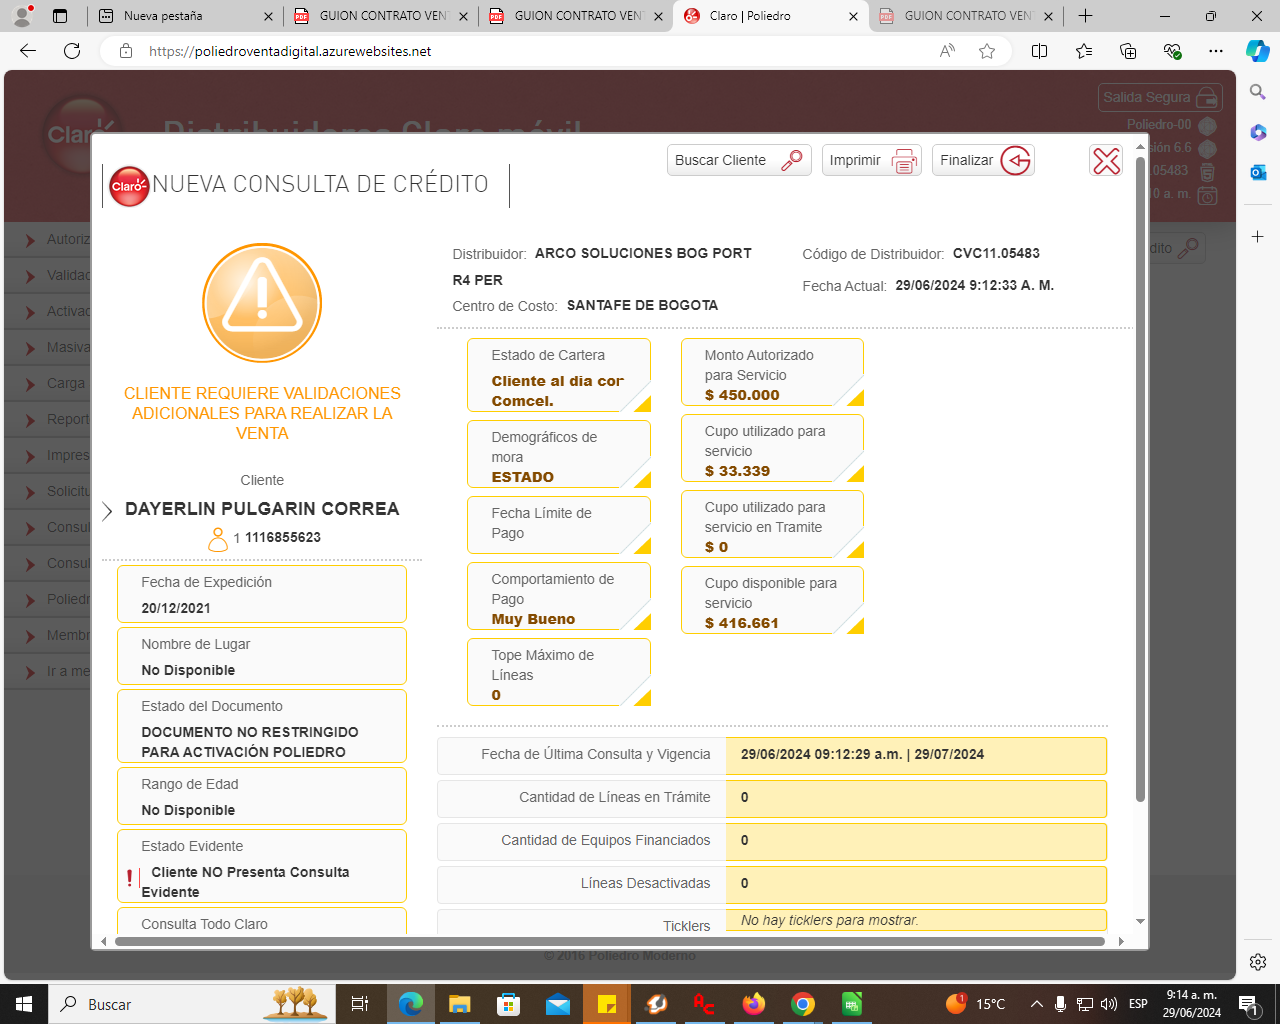 Nueva pestaña
GUION CONTRATO VEN
GUION CONTRATO VEN
Claro | Poliedro
GUION CONTRATO VEN
https://poliedroventadigital.azurewebsites.net
Salida Segura
Claro
Distribuidores Claro móvil
Poliedro-00
sión 6.6
.05483
10 a. m.
Buscar Cliente
Imprimir
Finalizar
Claro
NUEVA CONSULTA DE CRÉDITO
Autoriz
Validac
Activac
Masiva
Carga
Report
Impres
Solicitu
Consul
Consul
Poliedr
Membr
Ir a me
dito
CLIENTE REQUIERE VALIDACIONES
ADICIONALES PARA REALIZAR LA
VENTA
Cliente
DAYERLIN PULGARIN CORREA
1 1116855623
Fecha de Expedición
20/12/2021
Nombre de Lugar
No Disponible
Estado del Documento
DOCUMENTO NO RESTRINGIDO
PARA ACTIVACIÓN POLIEDRO
Rango de Edad
No Disponible
Estado Evidente
Cliente NO Presenta Consulta
Evidente
Consulta Todo Claro
Distribuidor: ARCO SOLUCIONES BOG PORT
R4 PER
Centro de Costo: SANTAFE DE BOGOTA
Código de Distribuidor: CVC11.05483
Fecha Actual: 29/06/2024 9:12:33 A. M.
Estado de Cartera
Cliente al dia cor
Comcel.
Demográficos de
mora
ESTADO
Fecha Límite de
Pago
Comportamiento de
Pago
Muy Bueno
Tope Máximo de
Líneas
0
Monto Autorizado
para Servicio
$ 450.000
Cupo utilizado para
servicio
$ 33.339
Cupo utilizado para
servicio en Tramite
$ 0
Cupo disponible para
servicio
$ 416.661
Fecha de Última Consulta y Vigencia 29/06/2024 09:12:29 a.m. | 29/07/2024
Cantidad de Líneas en Trámite 0
Cantidad de Equipos Financiados 0
Líneas Desactivadas 0
Ticklers No hay ticklers para mostrar.
© 2016 Poliedro Moderno
Buscar
1
15°C
ESP
9:14 a. m.
29/06/2024
1